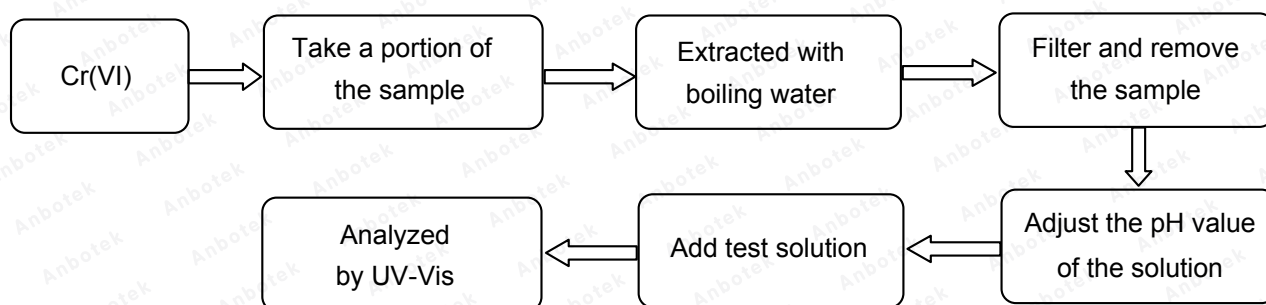 Cr(VI)
Take a portion of
the sample
Extracted with
boiling water
Filter and remove
the sample
Adjust the pH value
of the solution
Add test solution
Analyzed
by UV-Vis
Anbotek